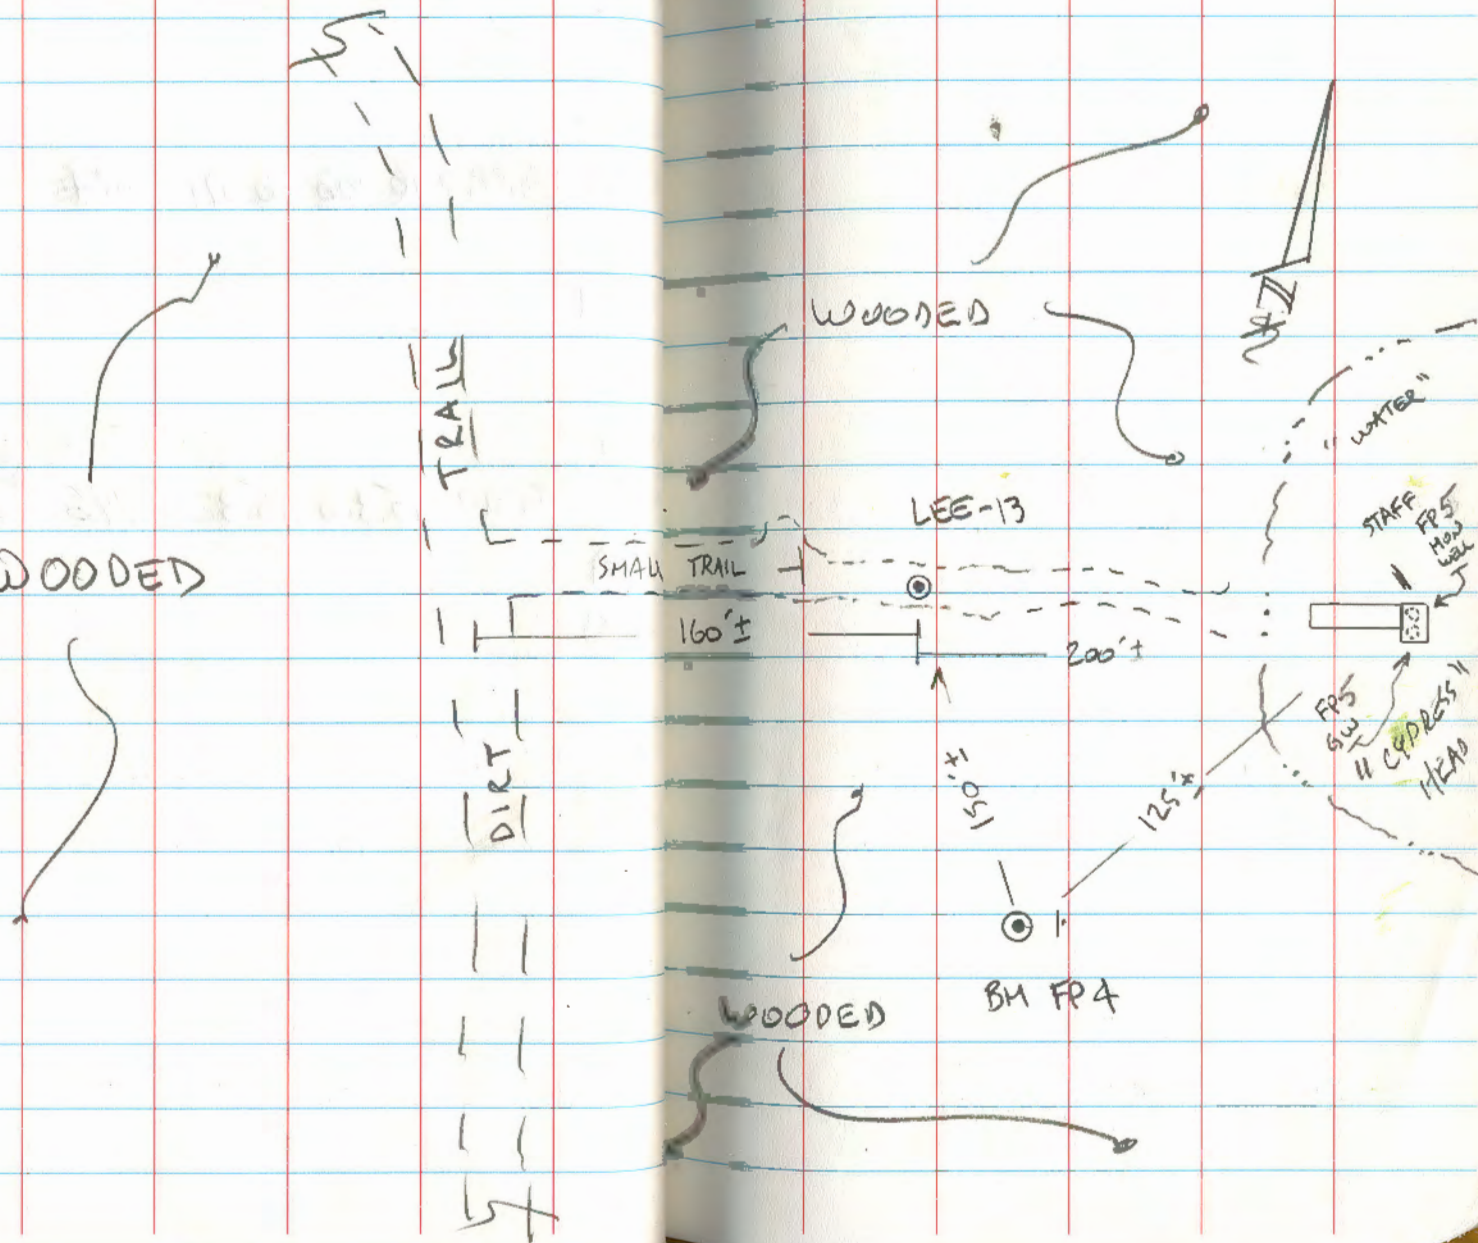 WOODED
"WATER"
TRAIL
LEE-13
STAFF
FP5
MON
WELL
WOODED
SMALL TRAIL
160'±
200'±
FP5
GW
"CYPRESS"
HEAD
150'±
125'±
DIRT
BM FP4
WOODED